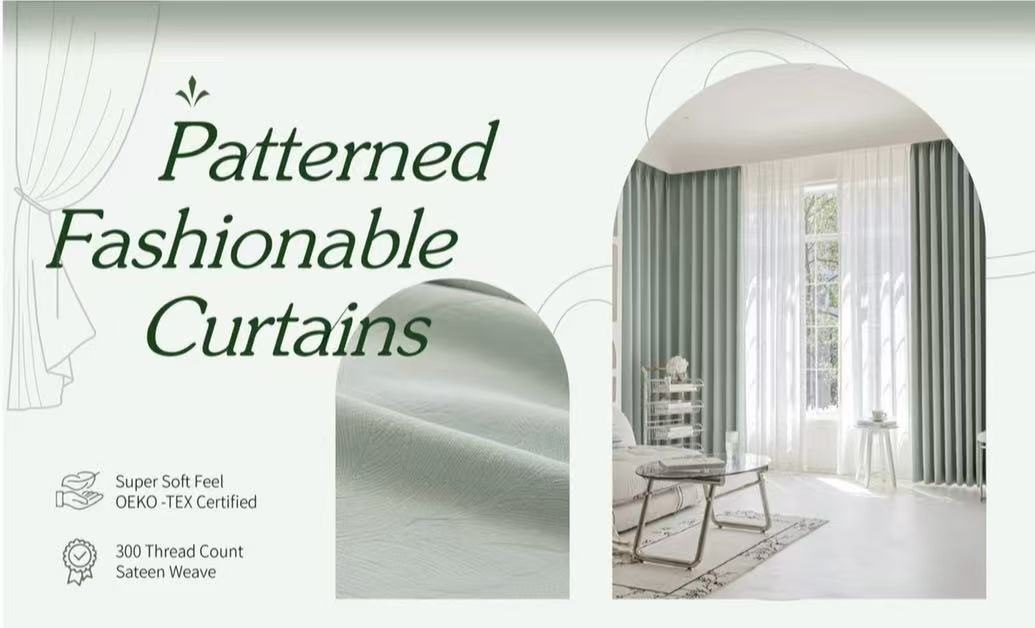 Patterned
Fashionable
Curtains
Super Soft Feel
OEKO -TEX Certified
300 Thread Count
Sateen Weave